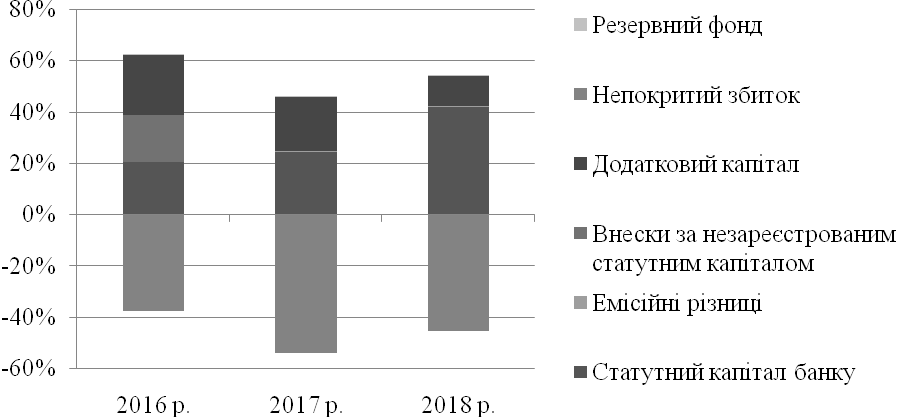 80%
60%
40%
20%
0%
-20%
-40%
-60%
2016 р.
2017 р.
2018 р.
Резервний фонд
Непокритий збиток
Додатковий капітал
Внески за незареєстрованим
статутним капіталом
Емісійні різниці
Статутний капітал банку